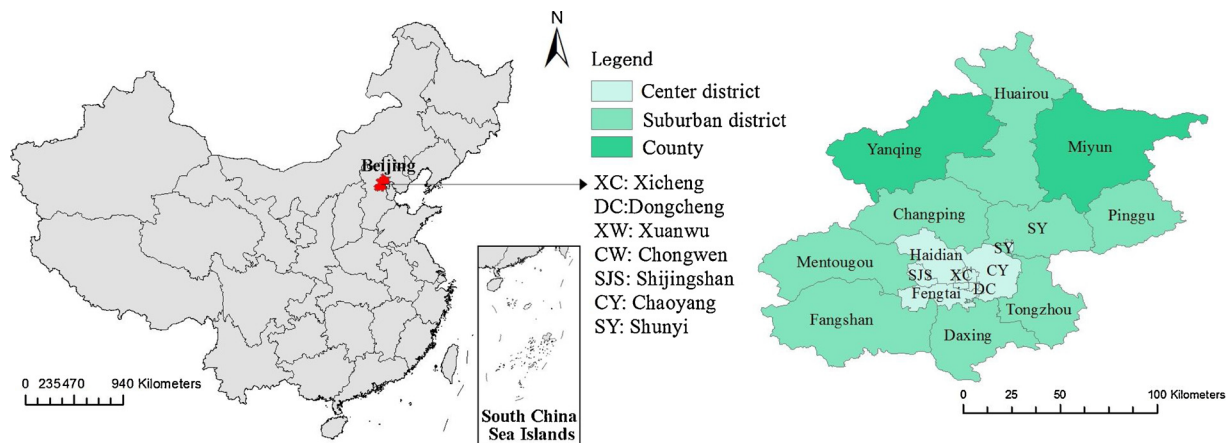 N
Legend
Center district
Suburban district
County
Beijing
XC: Xicheng
DC:Dongcheng
XW: Xuanwu
CW: Chongwen
SJS: Shijingshan
CY: Chaoyang
SY: Shunyi
0 235470 940 Kilometers
South China
Sea Islands
Huairou
Yanqing
Miyun
Changping
SY
Pinggu
SY
Haidian
Mentougou
SJS
XC
CY
DC
Fengtai
Tongzhou
Fangshan
Daxing
0 25 50 100 Kilometers